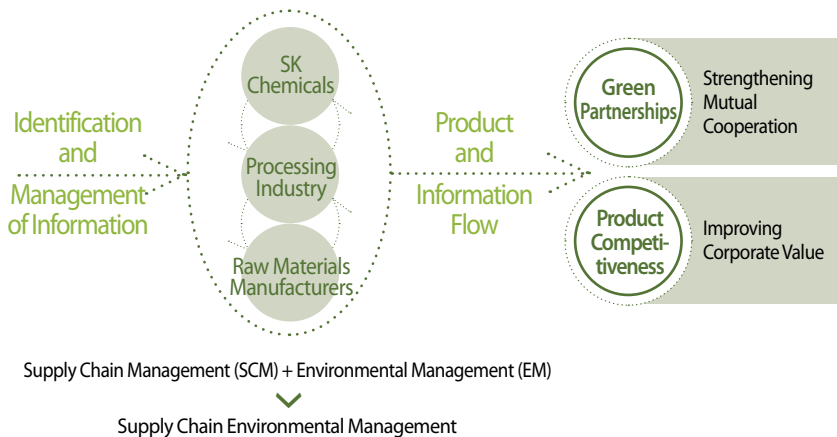 Identification
and
Management
of Information
SK
Chemicals
Processing
Industry
Raw Materials
Manufacturers
Product
and
Information
Flow
Green
Partnerships
Strengthening
Mutual
Cooperation
Product
Competi-
tiveness
Improving
Corporate Value
Supply Chain Management (SCM) + Environmental Management (EM)
Supply Chain Environmental Management